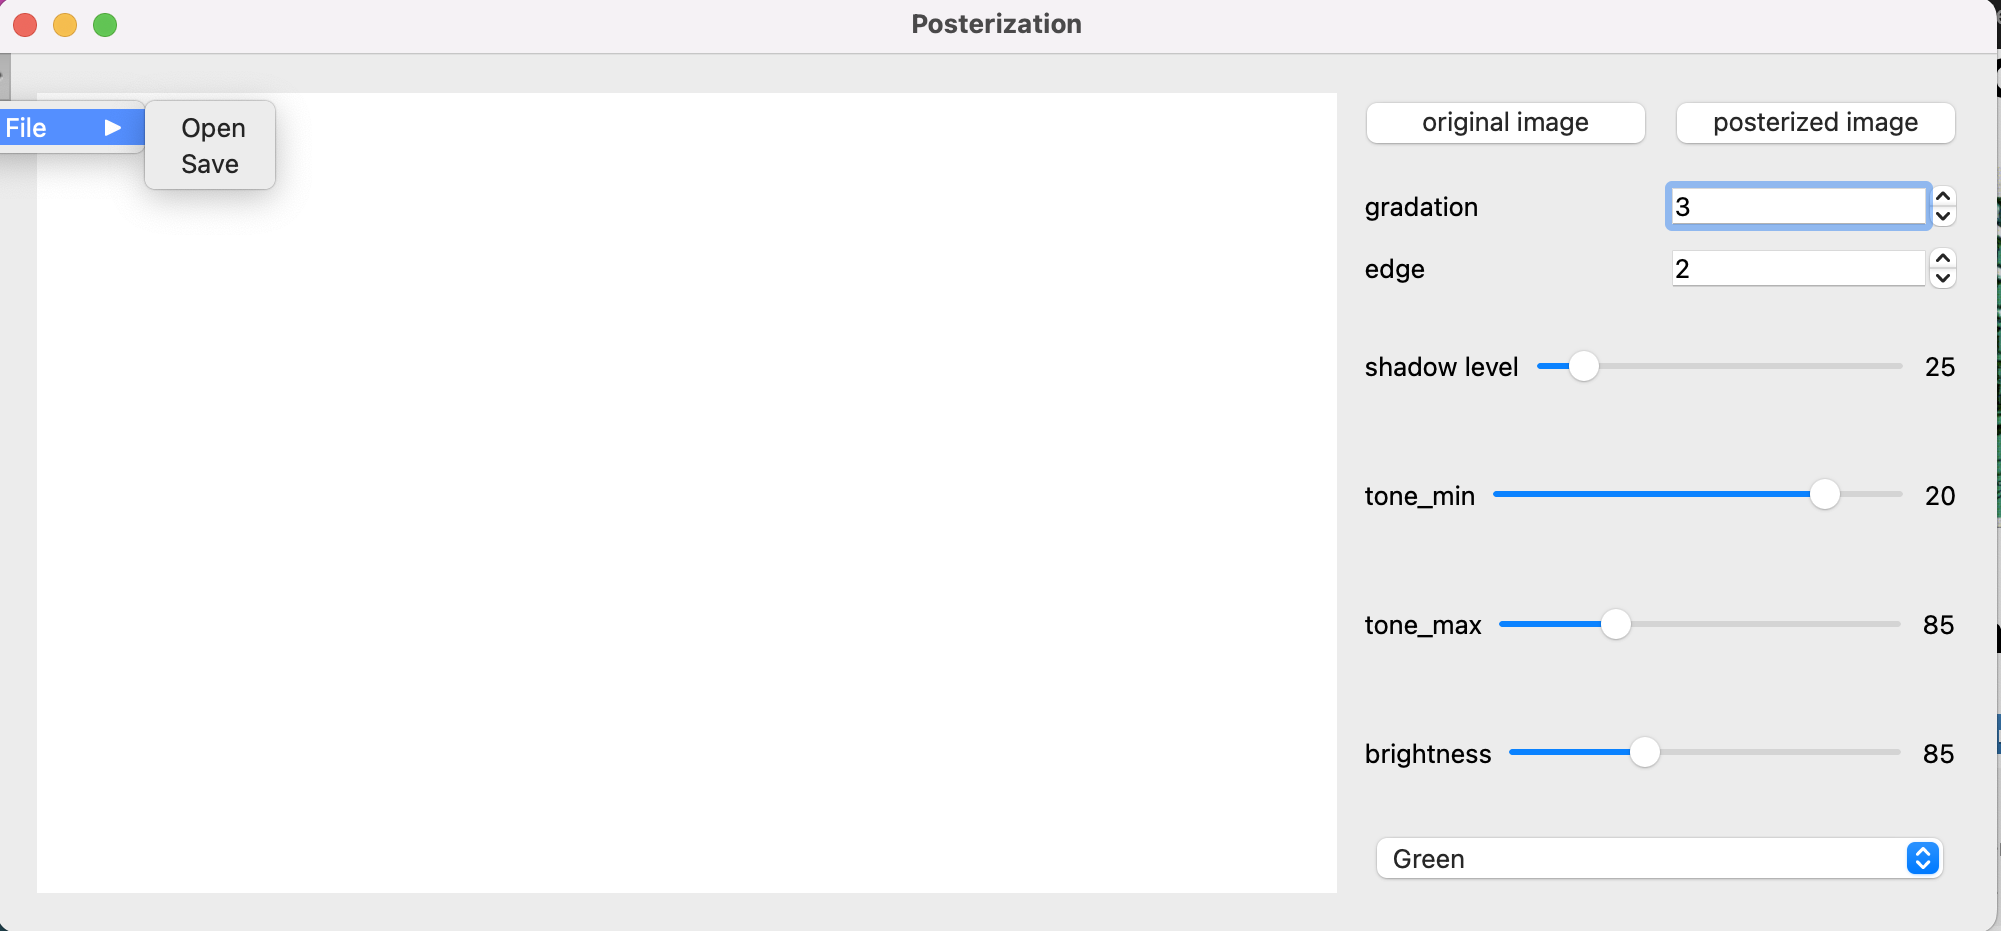 Posterization
File
Open
Save
original image
posterized image
gradation
3
edge
2
shadow level
25
tone_min
20
tone_max
85
brightness
85
Green